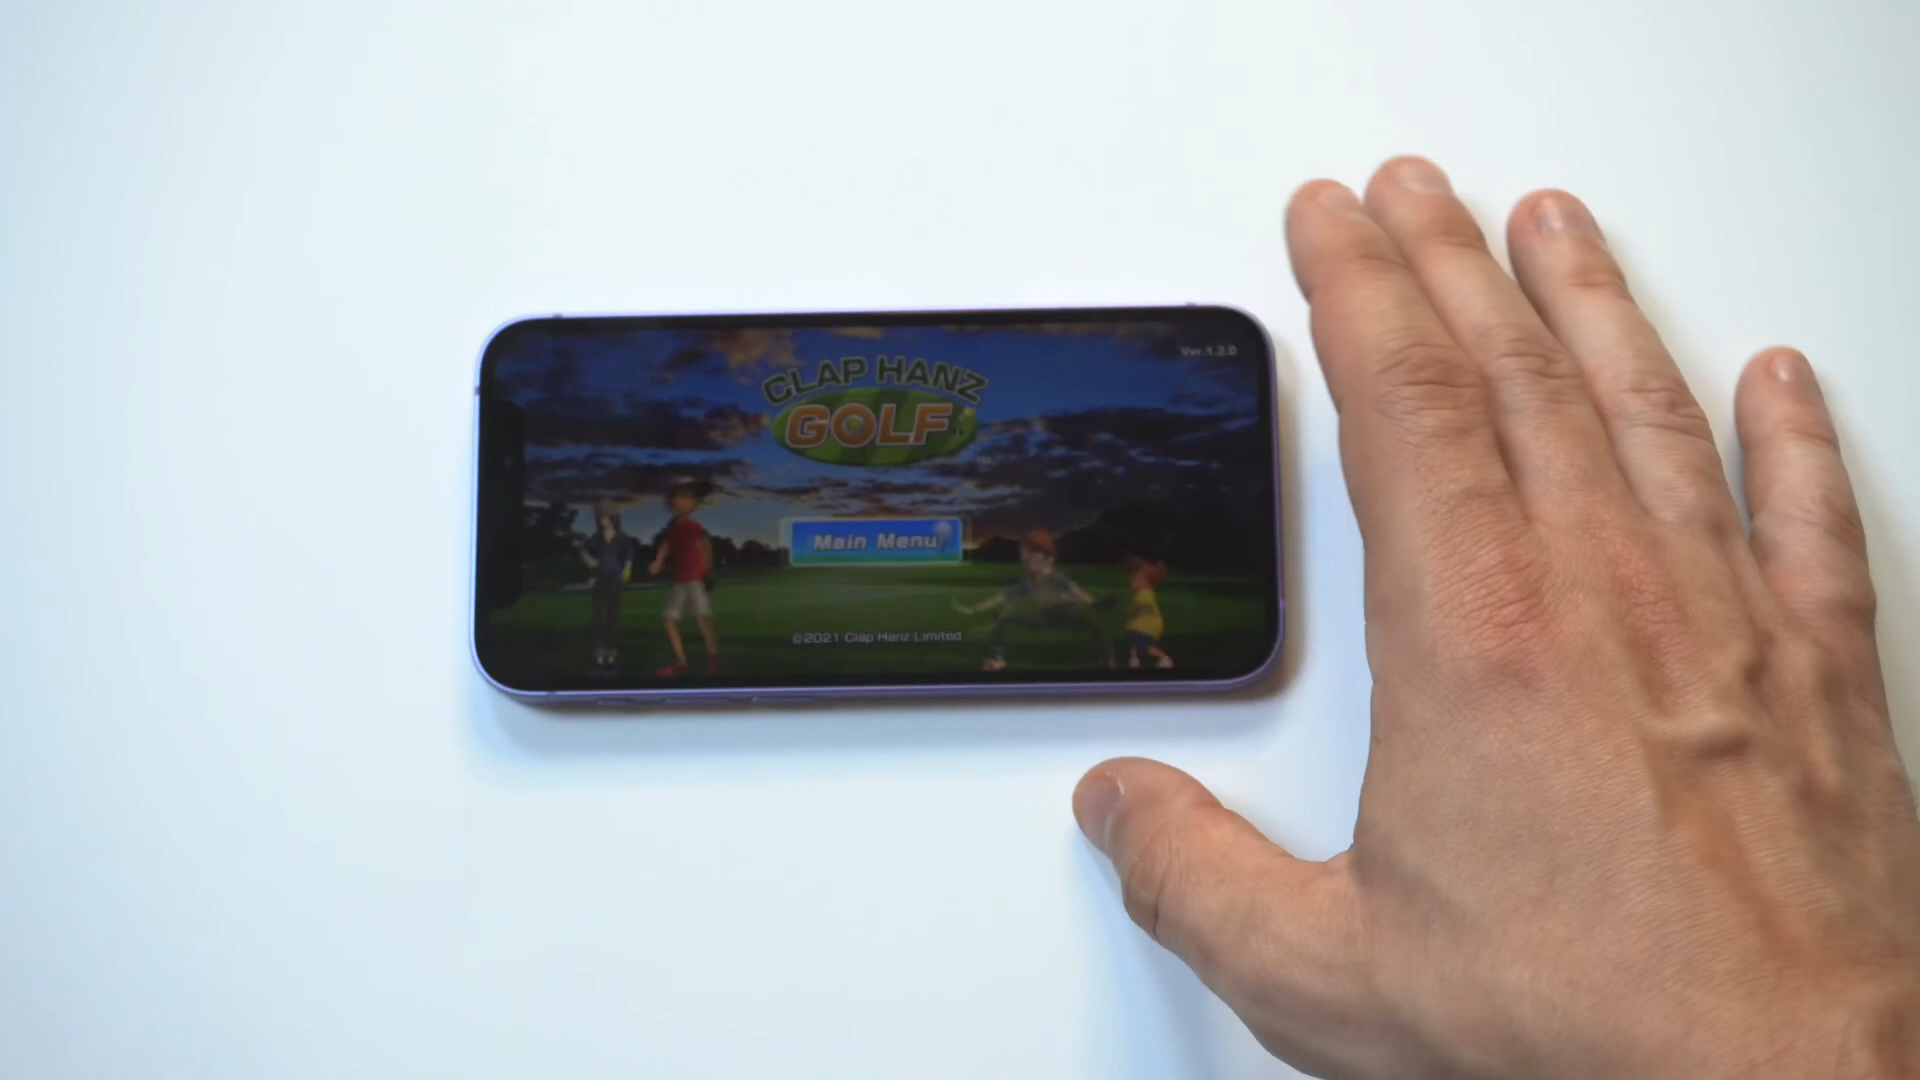 Ver.1.2.0
CLAP HANZ
GOLF
Main Menu
©2021 Clap Hanz Limited